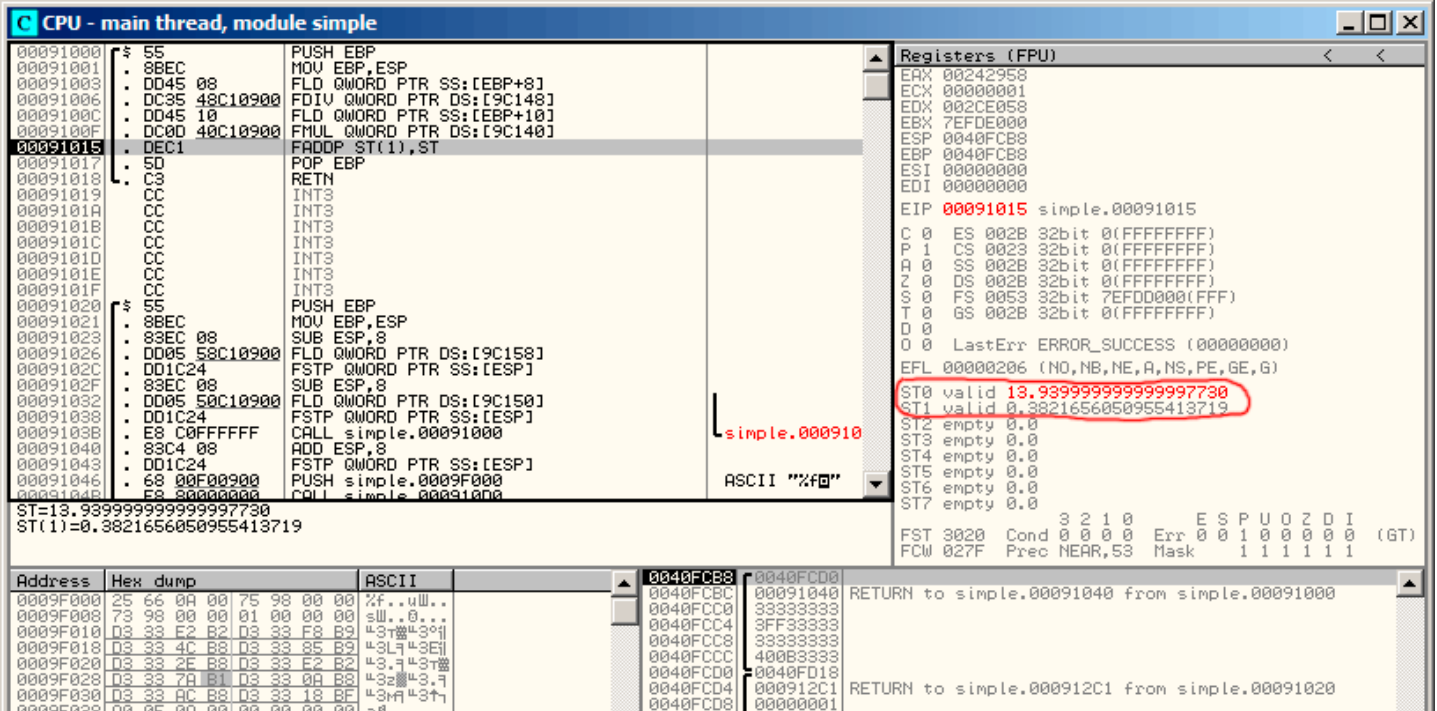 C CPU - main thread, module simple
00091000 $ 55 PUSH EBP
00091001 . 8BEC MOV EBP,ESP
00091003 . DD45 08 FLD QWORD PTR SS:[EBP+8]
00091006 . DC35 48C10900 FDIV QWORD PTR DS:[9C148]
0009100C . DD45 10 FLD QWORD PTR SS:[EBP+10]
0009100F . DC0D 40C10900 FMUL QWORD PTR DS:[9C140]
00091015 . DEC1 FADDP ST(1),ST
00091017 . 5D POP EBP
00091018 . C3 RETN
00091019 CC INT3
0009101A CC INT3
0009101B CC INT3
0009101C CC INT3
0009101D CC INT3
0009101E CC INT3
0009101F CC INT3
00091020 $ 55 PUSH EBP
00091021 . 8BEC MOV EBP,ESP
00091023 . 83EC 08 SUB ESP,8
00091026 . DD05 58C10900 FLD QWORD PTR DS:[9C158]
0009102C . DD1C24 FSTP QWORD PTR SS:[ESP]
0009102F . 83EC 08 SUB ESP,8
00091032 . DD05 50C10900 FLD QWORD PTR DS:[9C150]
00091038 . DD1C24 FSTP QWORD PTR SS:[ESP]
0009103B . E8 C0FFFFFF CALL simple.00091000 simple.000910
00091040 . 83C4 08 ADD ESP,8
00091043 . DD1C24 FSTP QWORD PTR SS:[ESP]
00091046 . 68 00F00900 PUSH simple.0009F000 ASCII "%f◙"
0009104B . E8 80000000 CALL simple.000910D0
ST=13.939999999999997730
ST(1)=0.3821656050955413719
Registers (FPU) < <
EAX 00242958
ECX 00000001
EDX 002CE058
EBX 7EFDE000
ESP 0040FCB8
EBP 0040FCB8
ESI 00000000
EDI 00000000
EIP 00091015 simple.00091015
C 0 ES 002B 32bit 0(FFFFFFFF)
P 1 CS 0023 32bit 0(FFFFFFFF)
A 0 SS 002B 32bit 0(FFFFFFFF)
Z 0 DS 002B 32bit 0(FFFFFFFF)
S 0 FS 0053 32bit 7EFDD000(FFF)
T 0 GS 002B 32bit 0(FFFFFFFF)
D 0
O 0 LastErr ERROR_SUCCESS (00000000)
EFL 00000206 (NO,NB,NE,A,NS,PE,GE,G)
ST0 valid 13.939999999999997730
ST1 valid 0.3821656050955413719
ST2 empty 0.0
ST3 empty 0.0
ST4 empty 0.0
ST5 empty 0.0
ST6 empty 0.0
ST7 empty 0.0
3 2 1 0 E S P U O Z D I
FST 3020 Cond 0 0 0 0 Err 0 0 1 0 0 0 0 0 (GT)
FCW 027F Prec NEAR,53 Mask 1 1 1 1 1 1
Address Hex dump ASCII
0009F000 25 66 0A 00 75 98 00 00 %f..uШ..
0009F008 73 98 00 00 01 00 00 00 sШ..☺...
0009F010 D3 33 E2 B2 D3 33 F8 B9 ╙3т▓╙3°╣
0009F018 D3 33 4C B8 D3 33 85 B9 ╙3L╕╙3Е╣
0009F020 D3 33 2E B8 D3 33 E2 B2 ╙3.╕╙3т▓
0009F028 D3 33 7A B1 D3 33 0A B8 ╙3z▒╙3.╕
0009F030 D3 33 AC B8 D3 33 18 BF ╙3м╕╙3↑┐
0040FCB8 0040FCD0
0040FCBC 00091040 RETURN to simple.00091040 from simple.00091000
0040FCC0 33333333
0040FCC4 3FF33333
0040FCC8 33333333
0040FCCC 400B3333
0040FCD0 0040FD18
0040FCD4 000912C1 RETURN to simple.000912C1 from simple.00091020
0040FCD8 00000001